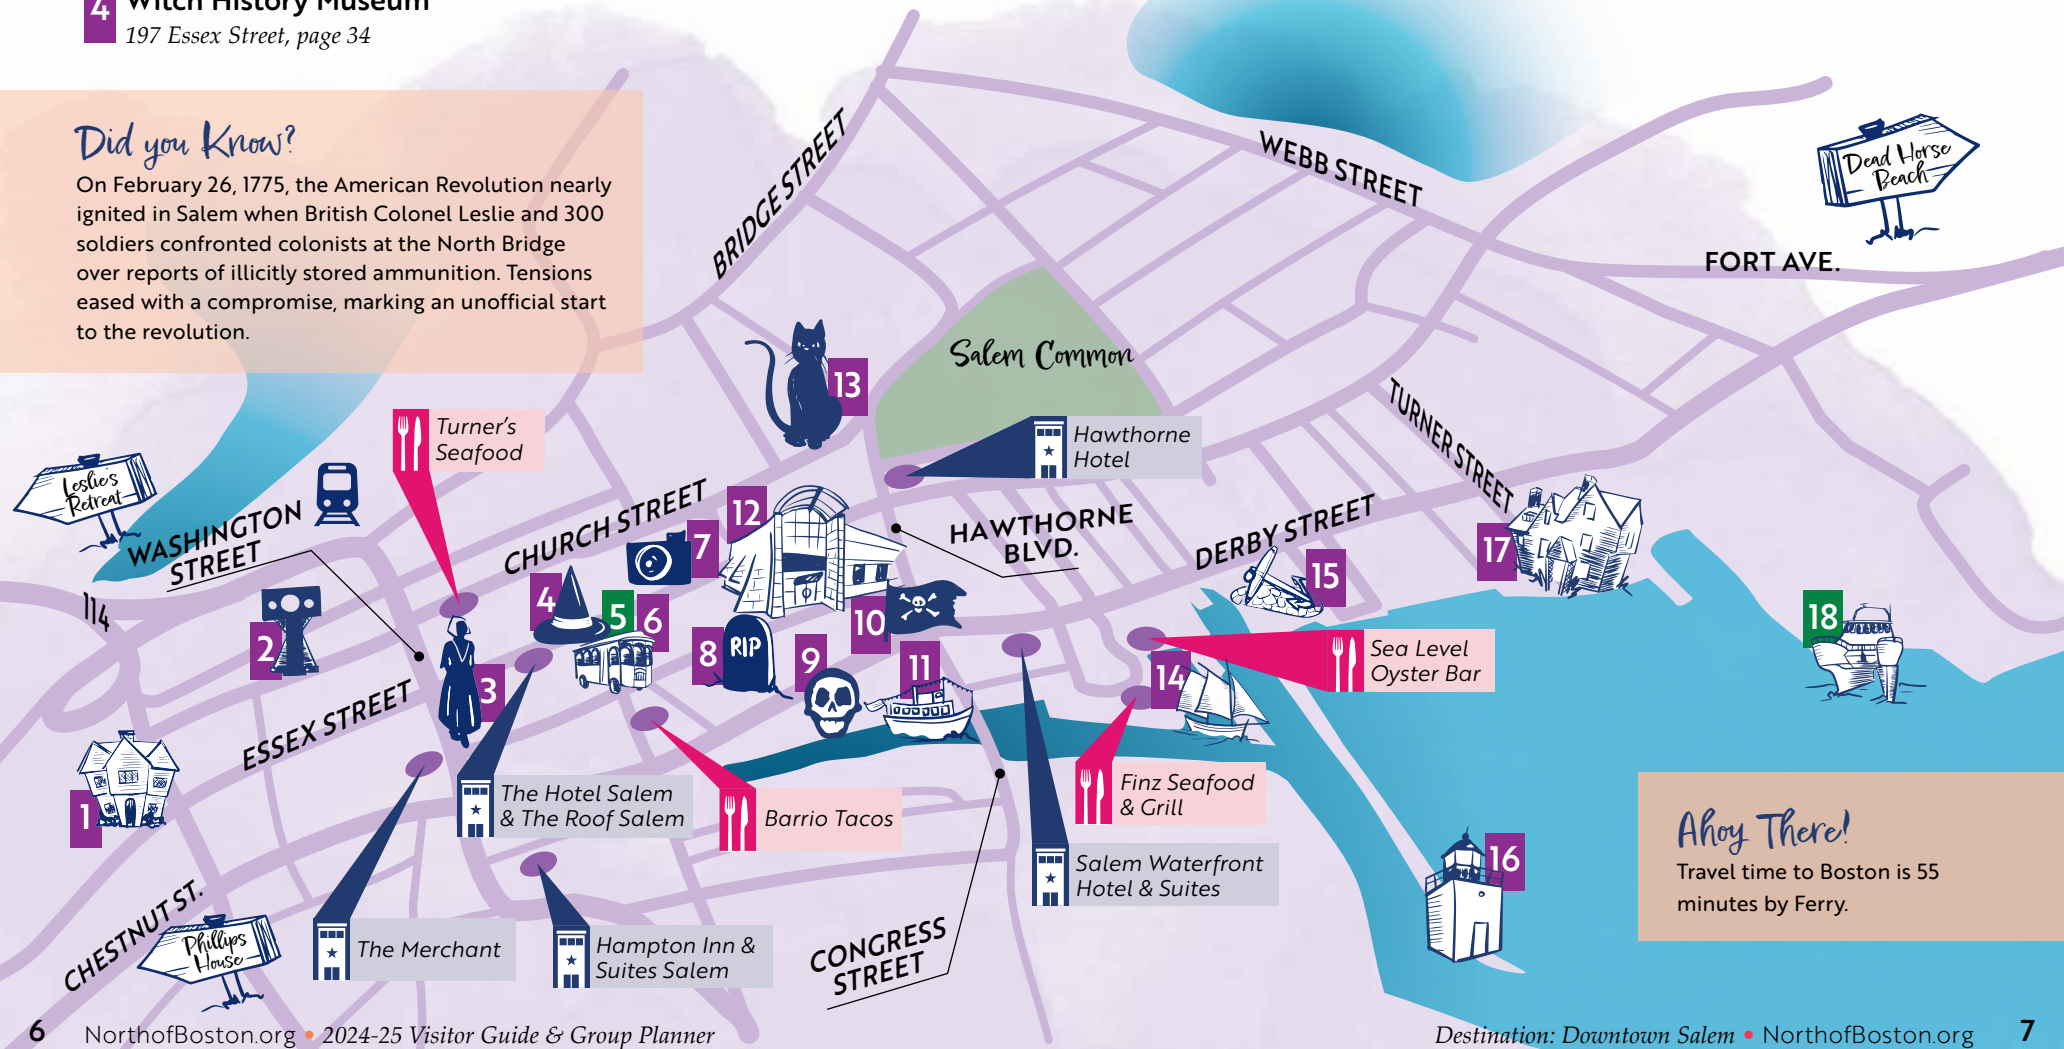 4 Witch History Museum
197 Essex Street, page 34
Did you Know?
On February 26, 1775, the American Revolution nearly
ignited in Salem when British Colonel Leslie and 300
soldiers confronted colonists at the North Bridge
over reports of illicitly stored ammunition. Tensions
eased with a compromise, marking an unofficial start
to the revolution.
BRIDGE STREET
WEBB STREET
Dead Horse
Beach
FORT AVE.
Salem Common
13
Turner's
Seafood
Hawthorne
Hotel
TURNER STREET
Leslie's
Retreat
WASHINGTON
STREET
CHURCH STREET
12
7
HAWTHORNE
BLVD.
DERBY STREET
15
17
114
2
4
5
6
10
18
8
RIP
9
11
3
14
Sea Level
Oyster Bar
ESSEX STREET
1
The Hotel Salem
& The Roof Salem
Barrio Tacos
Finz Seafood
& Grill
Salem Waterfront
Hotel & Suites
16
Ahoy There!
Travel time to Boston is 55
minutes by Ferry.
CHESTNUT ST.
Phillips
House
The Merchant
Hampton Inn &
Suites Salem
CONGRESS
STREET
6 NorthofBoston.org • 2024-25 Visitor Guide & Group Planner
Destination: Downtown Salem • NorthofBoston.org 7